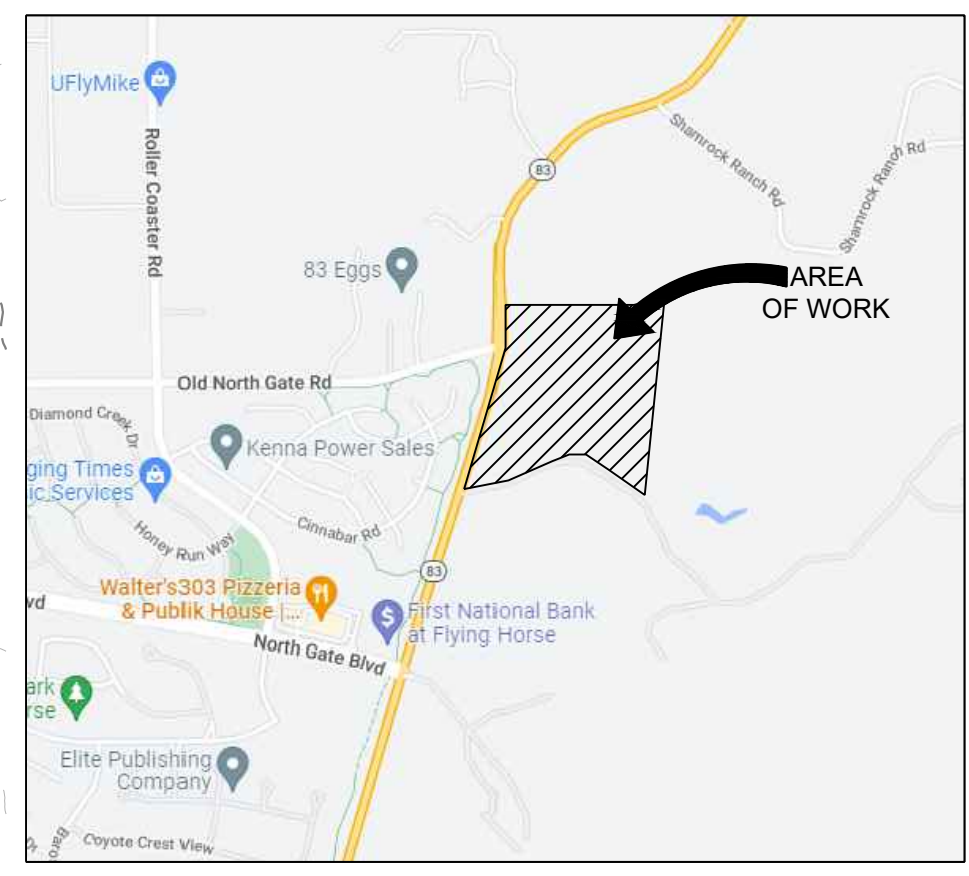 UFlyMike
Roller Coaster Rd
83
Shamrock Ranch Rd
Shamrock Ranch Rd
83 Eggs
AREA
OF WORK
Old North Gate Rd
Diamond Creek Dr
Kenna Power Sales
ging Times
ic Services
Cinnabar Rd
Honey Run Way
83
Walter's303 Pizzeria
& Publik House |...
vd
First National Bank
at Flying Horse
North Gate Blvd
ark
rse
Elite Publishing
Company
Coyote Crest View
Baro